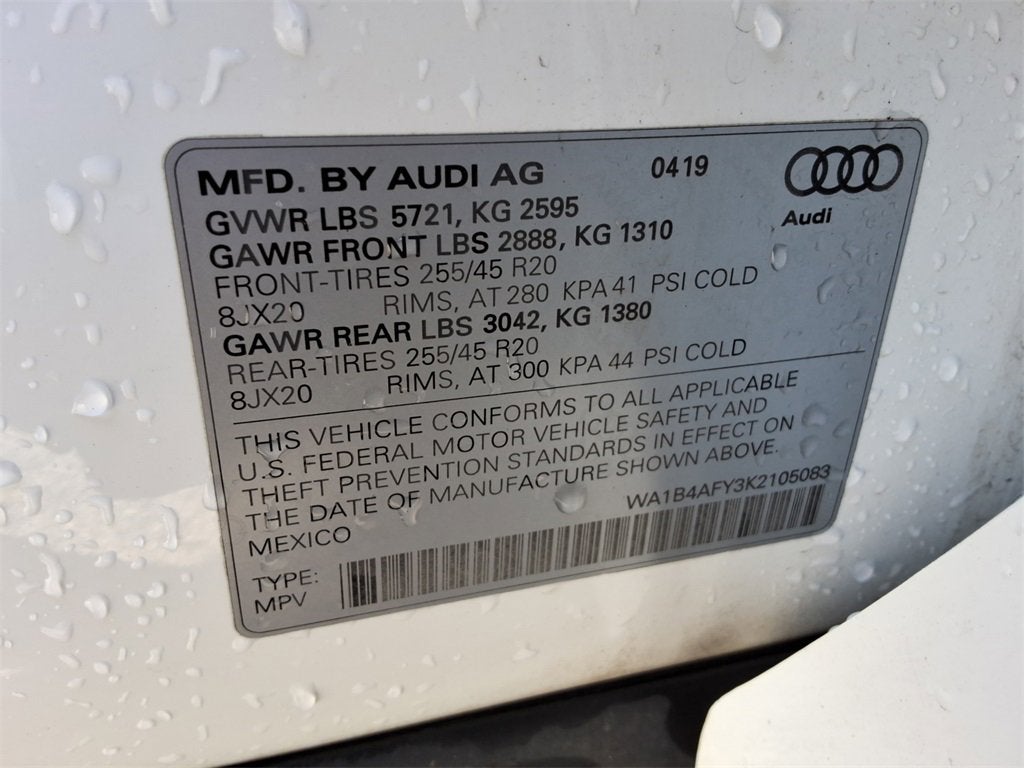 MFD. BY AUDI AG 0419
Audi
GVWR LBS 5721, KG 2595
GAWR FRONT LBS 2888, KG 1310
FRONT-TIRES 255/45 R20
8JX20 RIMS, AT 280 KPA 41 PSI COLD
GAWR REAR LBS 3042, KG 1380
REAR-TIRES 255/45 R20
8JX20 RIMS, AT 300 KPA 44 PSI COLD
THIS VEHICLE CONFORMS TO ALL APPLICABLE
U.S. FEDERAL MOTOR VEHICLE SAFETY AND
THEFT PREVENTION STANDARDS IN EFFECT ON
THE DATE OF MANUFACTURE SHOWN ABOVE.
MEXICO WA1B4AFY3K2105083
TYPE:
MPV